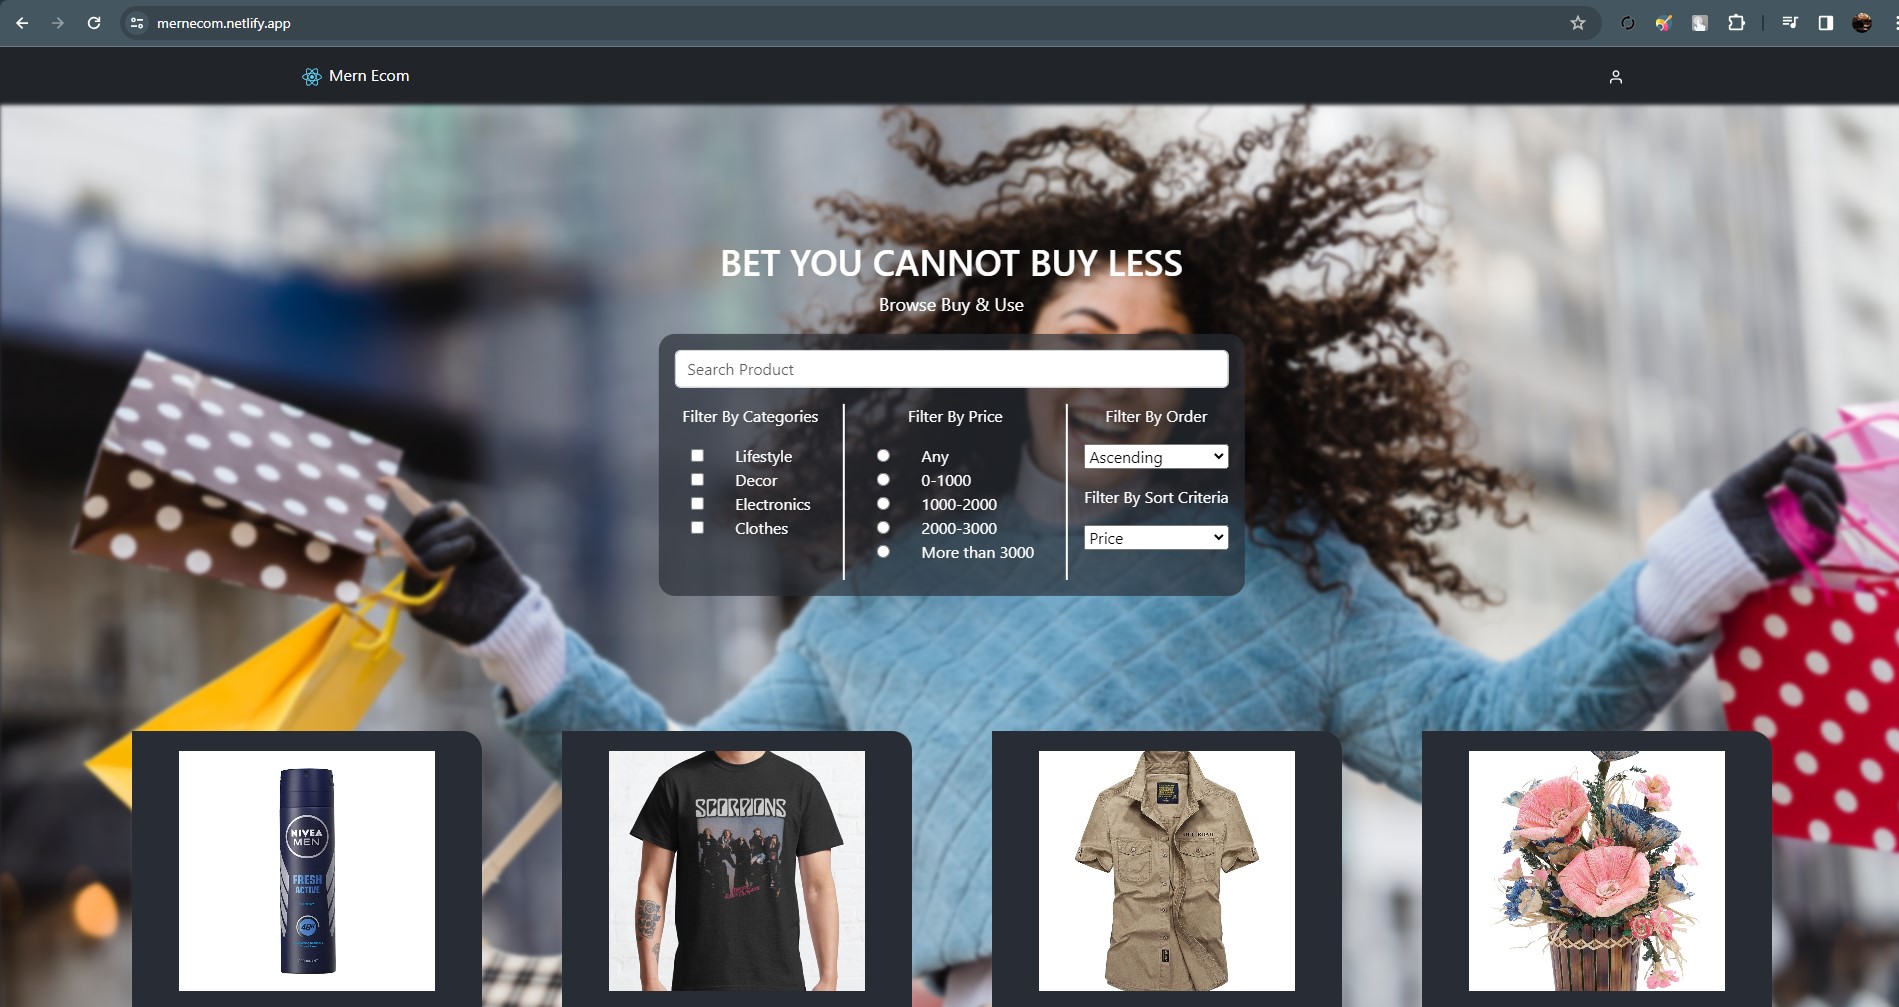 mernecom.netlify.app
Mern Ecom
BET YOU CANNOT BUY LESS
Browse Buy & Use
Search Product
Filter By Categories
Lifestyle
Decor
Electronics
Clothes
Filter By Price
Any
0-1000
1000-2000
2000-3000
More than 3000
Filter By Order
Ascending
Filter By Sort Criteria
Price
NIVEA
MEN
FRESH
ACTIVE
48h
SCORPIONS